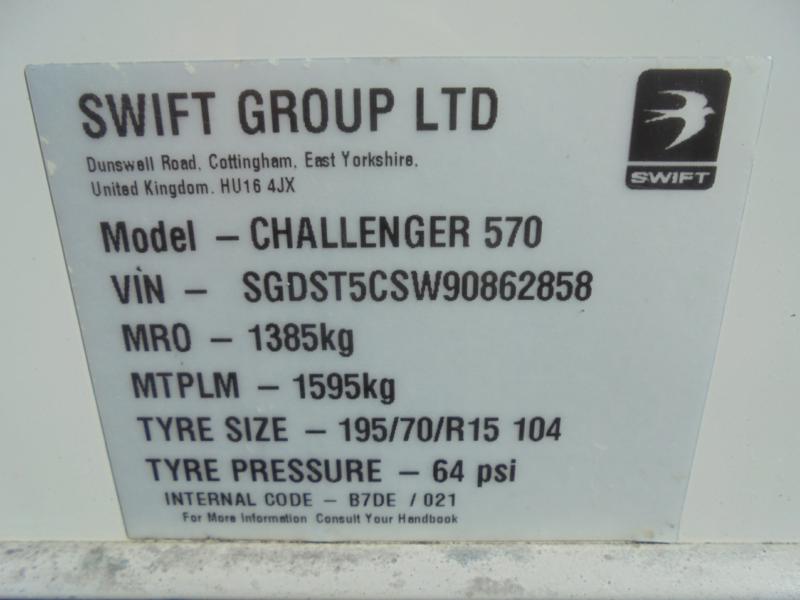 SWIFT GROUP LTD
Dunswell Road, Cottingham, East Yorkshire,
United Kingdom. HU16 4JX
SWIFT
Model – CHALLENGER 570
VIN – SGDST5CSW90862858
MRO – 1385kg
MTPLM – 1595kg
TYRE SIZE – 195/70/R15 104
TYRE PRESSURE – 64 psi
INTERNAL CODE – B7DE / 021
For More Information Consult Your Handbook